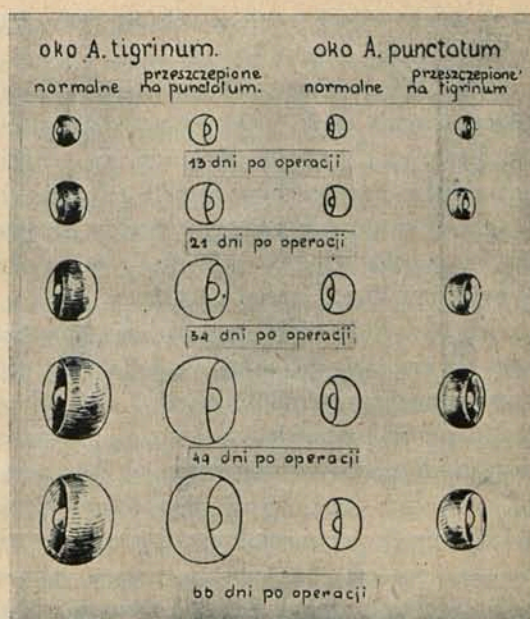 oko A. tigrinum. oko A. punctatum
normalne przeszczepione na punctatum. normalne przeszczepione na tigrinum
13 dni po operacji
21 dni po operacji
34 dni po operacji
49 dni po operacji
66 dni po operacji